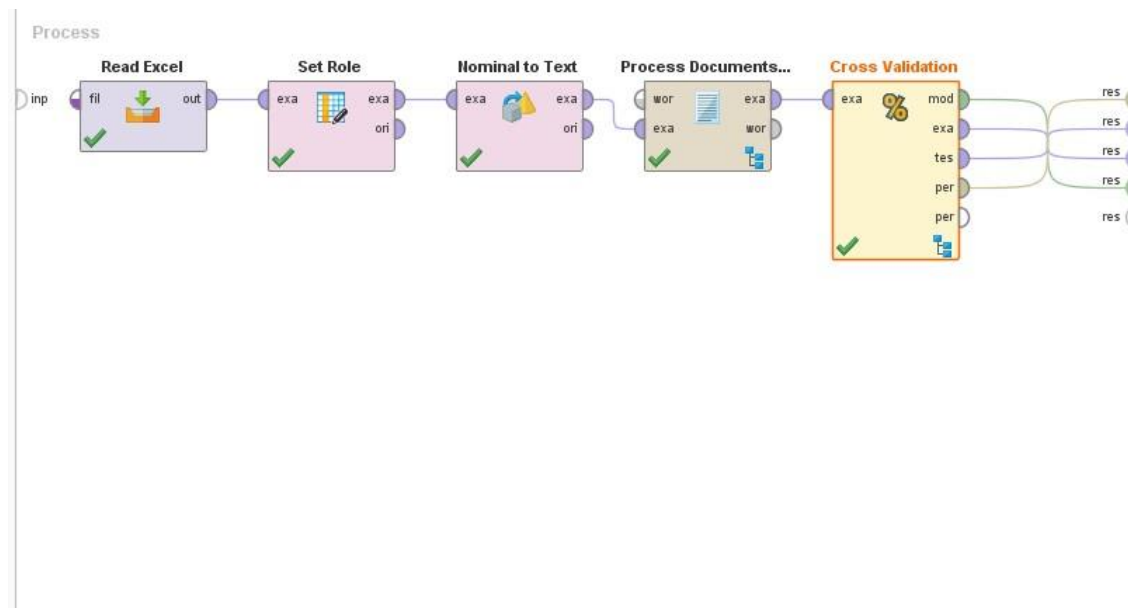 Process
Read Excel
Set Role
Nominal to Text
Process Documents...
Cross Validation
inp
fil
out
exa
exa
ori
exa
exa
ori
wor
exa
exa
wor
exa
mod
exa
tes
per
per
res
res
res
res
res